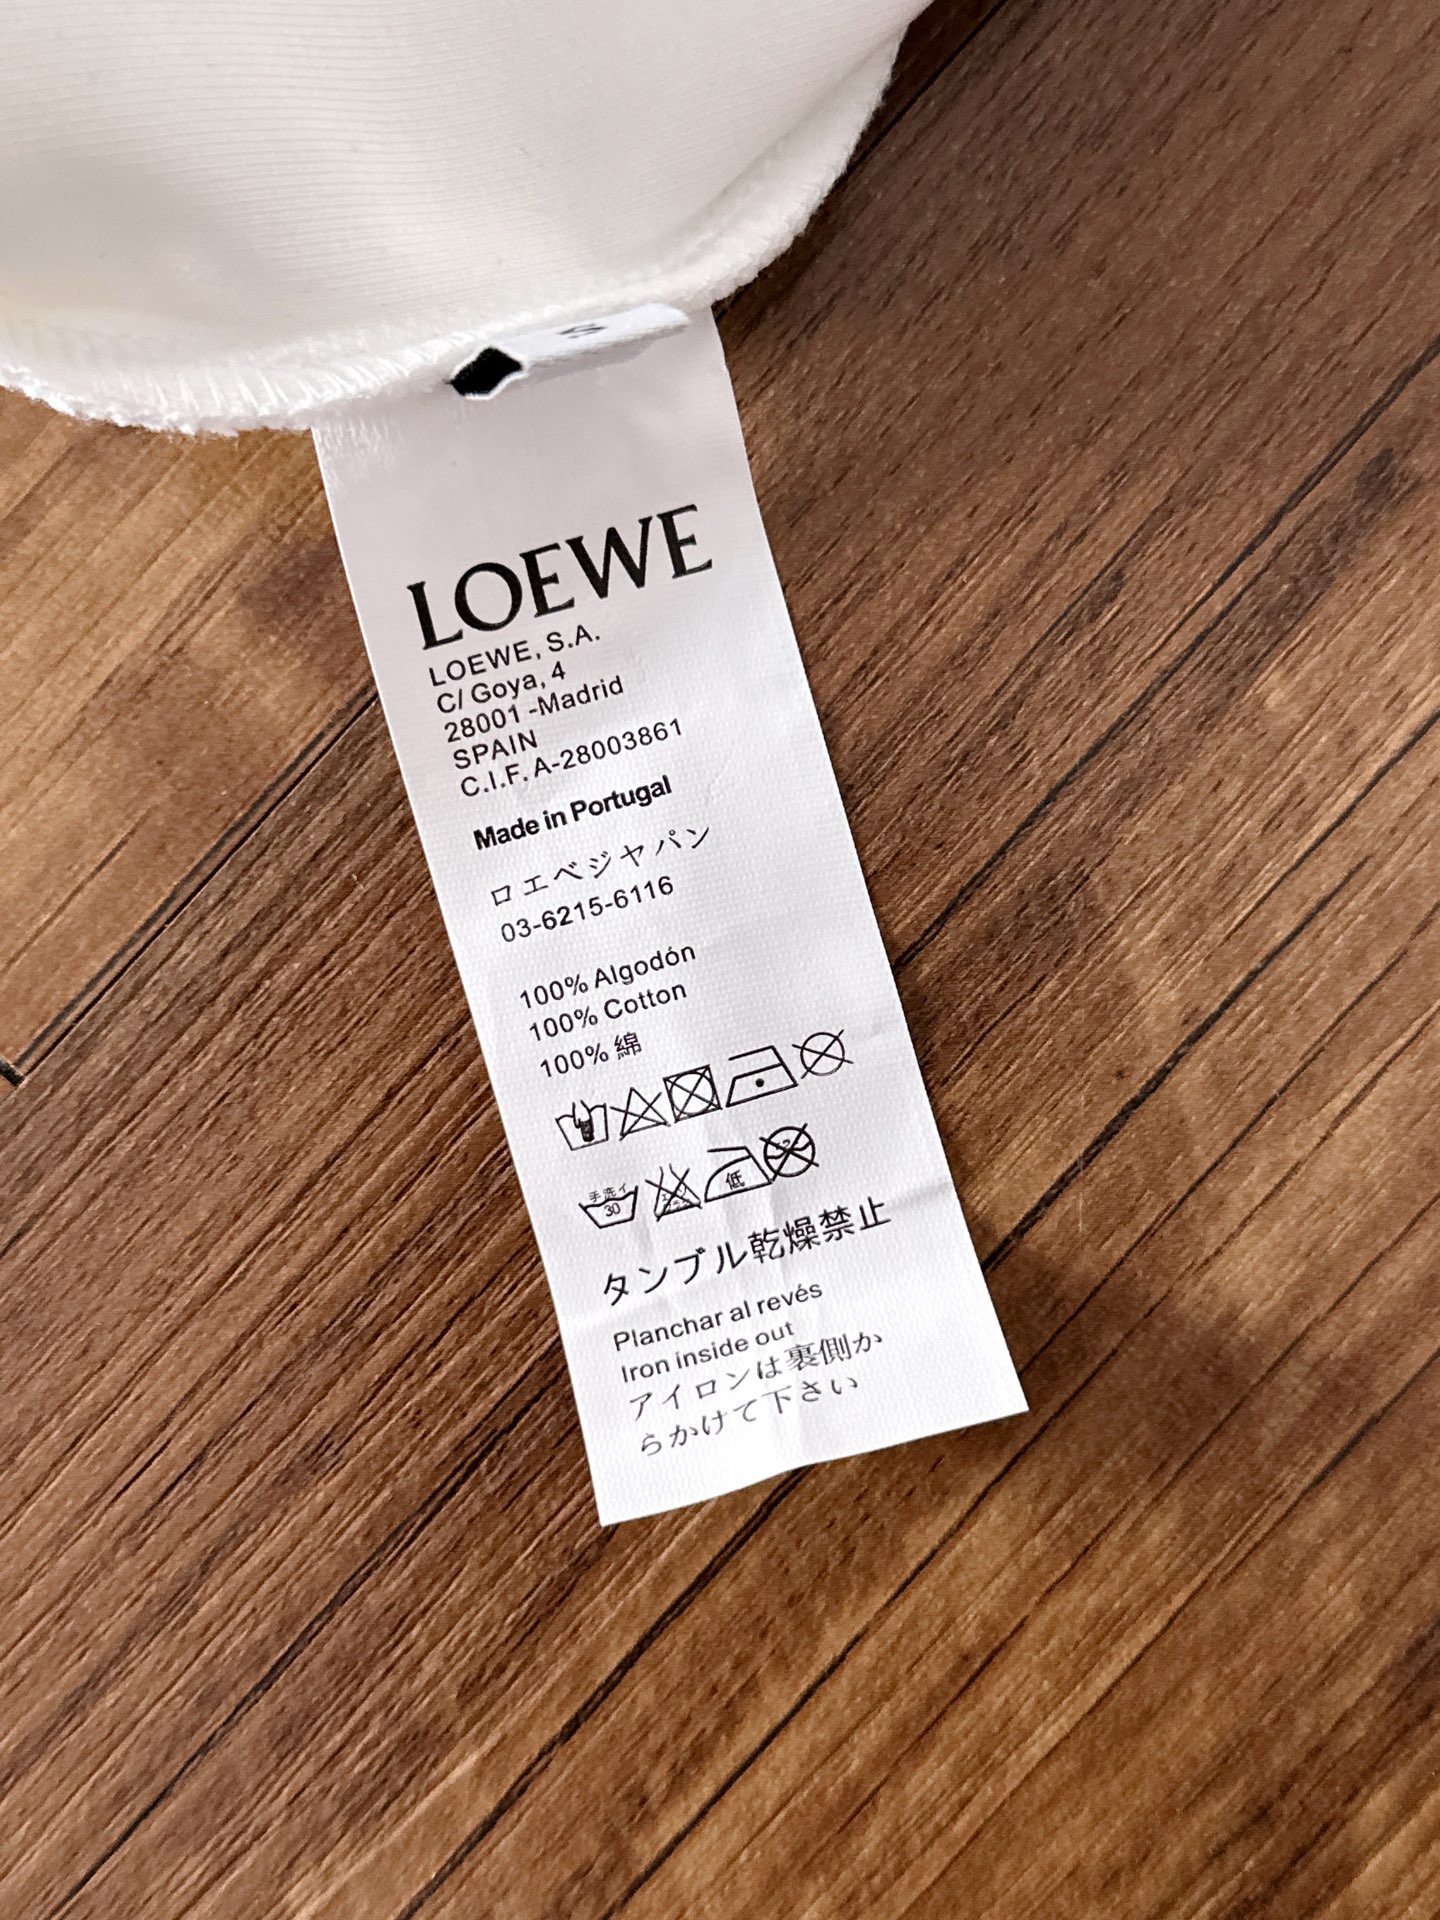 S
LOEWE
LOEWE, S.A.
C/ Goya, 4
28001 -Madrid
SPAIN
C.I.F. A-28003861
Made in Portugal
ロエベジヤパン
03-6215-6116
100% Algodón
100% Cotton
100% 綿
手洗イ
30
低
タンブル乾燥禁止
Planchar al revés
Iron inside out
アイロンは裏側か
らかけて下さい